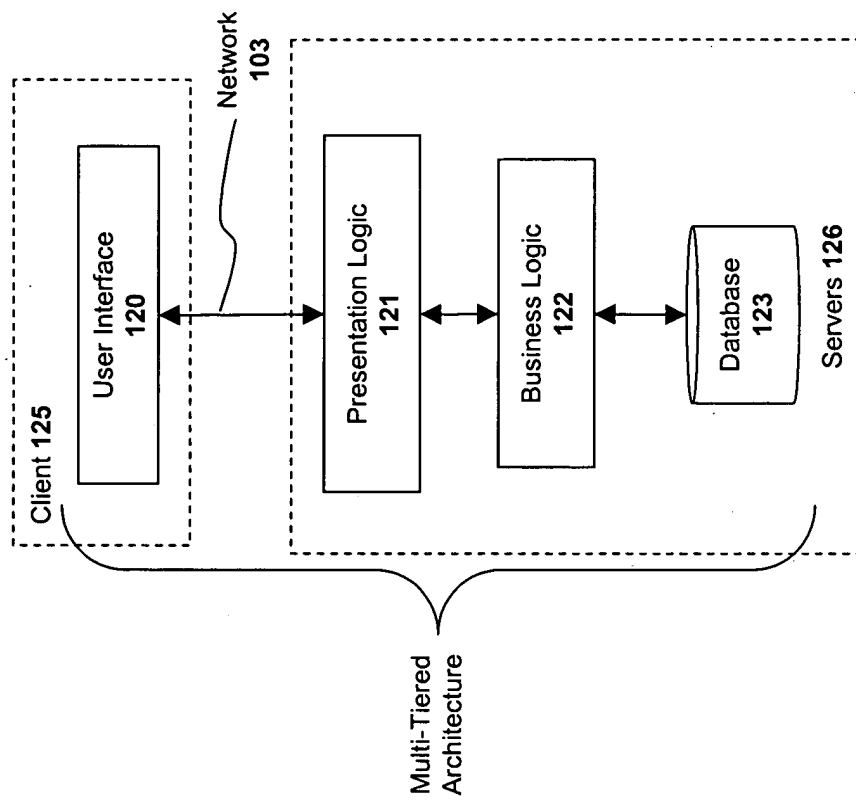 Client 125
User Interface
120
Network
103
Presentation Logic
121
Business Logic
122
Database
123
Servers 126
Multi-Tiered
Architecture